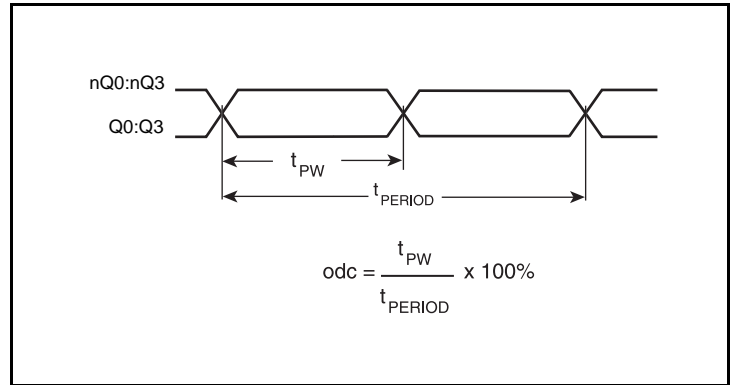 nQ0:nQ3
Q0:Q3
tPW
tPERIOD
odc = tPW / tPERIOD x 100%